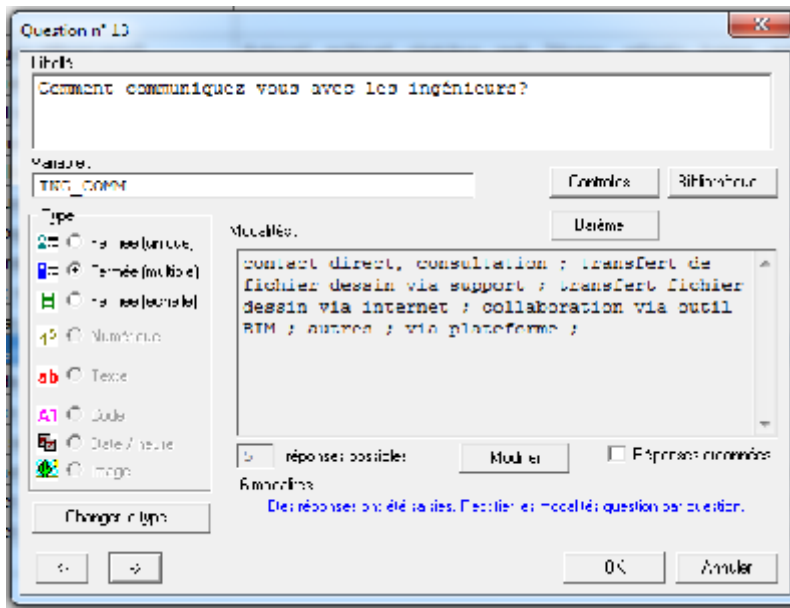 Question n° 13
Libellé
Comment communiquez vous avec les ingénieurs?
Variable :
ING_COMM
Controles
Bibliothèque
Barème
Type
Fermée (unique)
Fermée (multiple)
Fermée (echelle)
Numérique
Texte
Code
Date / heure
Image
Changer le type
Modalités :
contact direct, consultation ; transfert de
fichier dessin via support ; transfert fichier
dessin via internet ; collaboration via outil
BIM ; autres ; via plateforme ;
5 réponses possibles
Modifier
Réponses ordonnées
6 modalités
Des réponses ont été saisies. Rectifier les modalités question par question.
<-
->
OK
Annuler